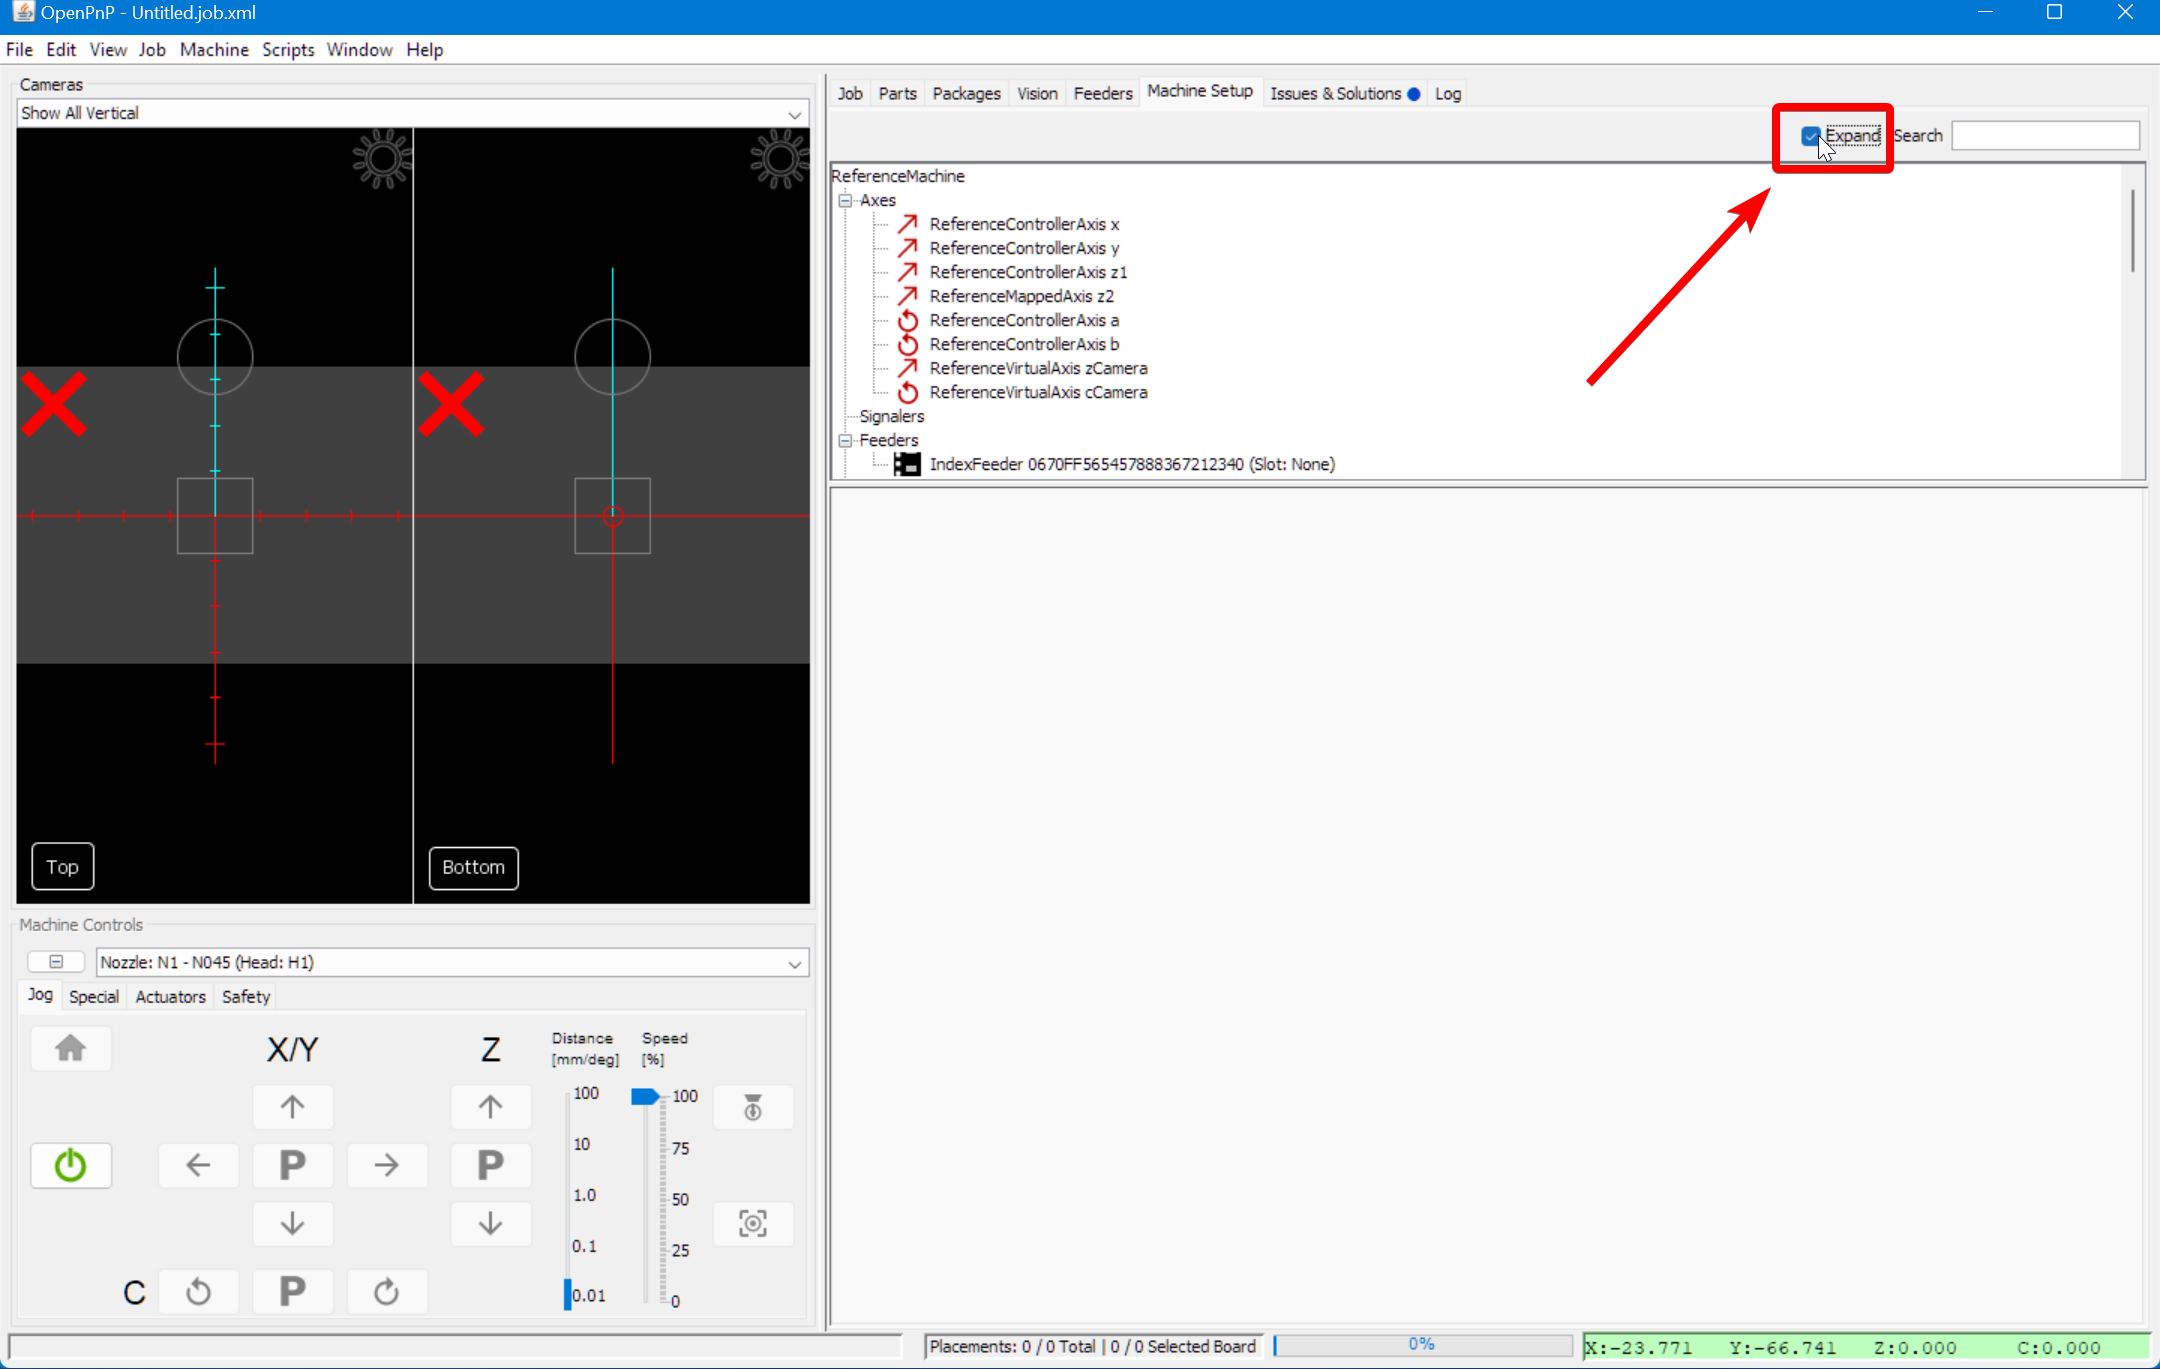 OpenPnP - Untitled.job.xml
File Edit View Job Machine Scripts Window Help
Cameras
Show All Vertical
Top
Bottom
Machine Controls
Nozzle: N1 - N045 (Head: H1)
Jog Special Actuators Safety
X/Y
Z
Distance
[mm/deg]
Speed
[%]
100
10
1.0
0.1
0.01
100
75
50
25
0
P
P
C
P
Job Parts Packages Vision Feeders Machine Setup Issues & Solutions Log
Expand Search
ReferenceMachine
Axes
ReferenceControllerAxis x
ReferenceControllerAxis y
ReferenceControllerAxis z1
ReferenceMappedAxis z2
ReferenceControllerAxis a
ReferenceControllerAxis b
ReferenceVirtualAxis zCamera
ReferenceVirtualAxis cCamera
Signalers
Feeders
IndexFeeder 0670FF565457888367212340 (Slot: None)
Placements: 0 / 0 Total | 0 / 0 Selected Board
0%
X:-23.771 Y:-66.741 Z:0.000 C:0.000